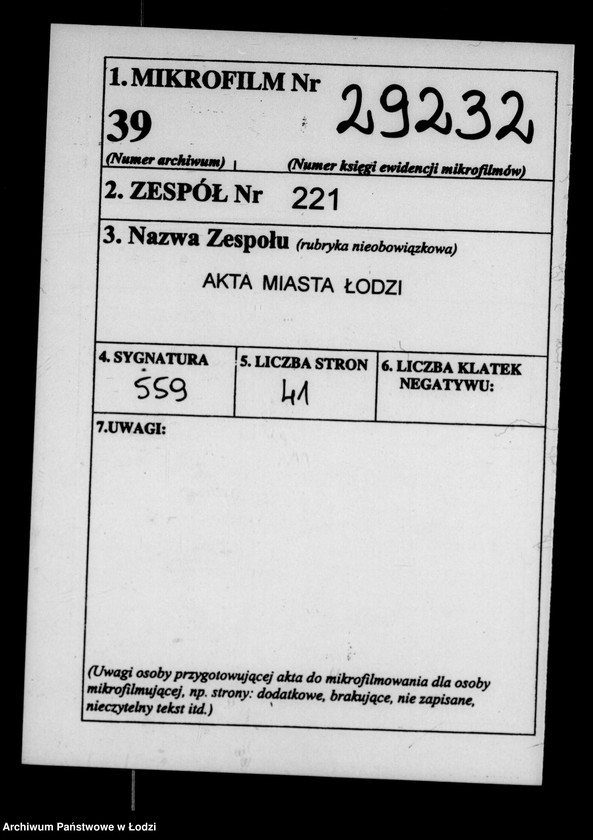 1. MIKROFILM Nr 29232
39
(Numer archiwum) (Numer księgi ewidencji mikrofilmów)
2. ZESPÓŁ Nr 221
3. Nazwa Zespołu (rubryka nieobowiązkowa)
AKTA MIASTA ŁODZI
4. SYGNATURA
559
5. LICZBA STRON
41
6. LICZBA KLATEK
NEGATYWU:
7.UWAGI:
(Uwagi osoby przygotowującej akta do mikrofilmowania dla osoby
mikrofilmującej, np. strony: dodatkowe, brakujące, nie zapisane,
nieczytelny tekst itd.)
Archiwum Państwowe w Łodzi